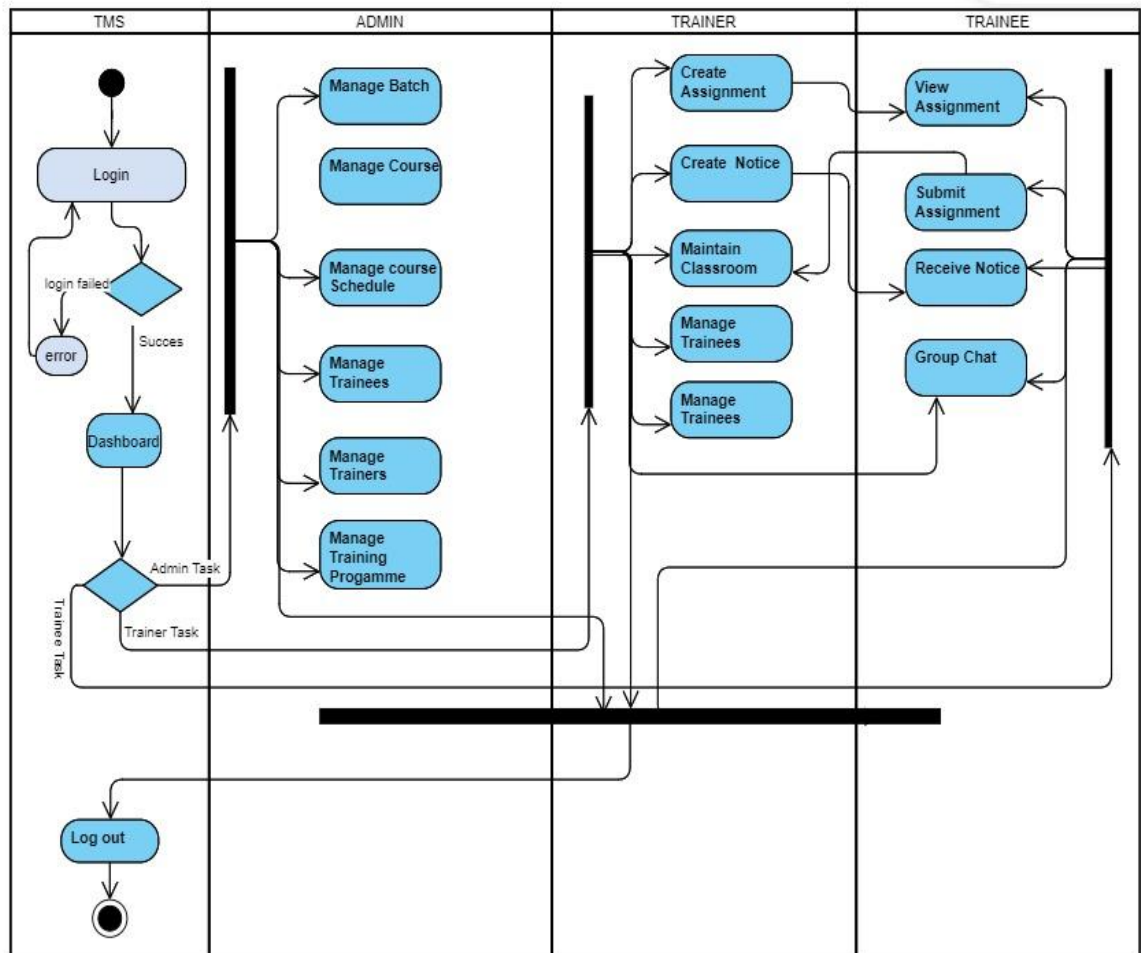 TMS
ADMIN
TRAINER
TRAINEE
Login
login failed
error
Succes
Dashboard
Admin Task
Trainer Task
Trainee Task
Log out
Manage Batch
Manage Course
Manage course
Schedule
Manage
Trainees
Manage
Trainers
Manage
Training
Progamme
Create
Assignment
Create Notice
Maintain
Classroom
Manage
Trainees
Manage
Trainees
View
Assignment
Submit
Assignment
Receive Notice
Group Chat